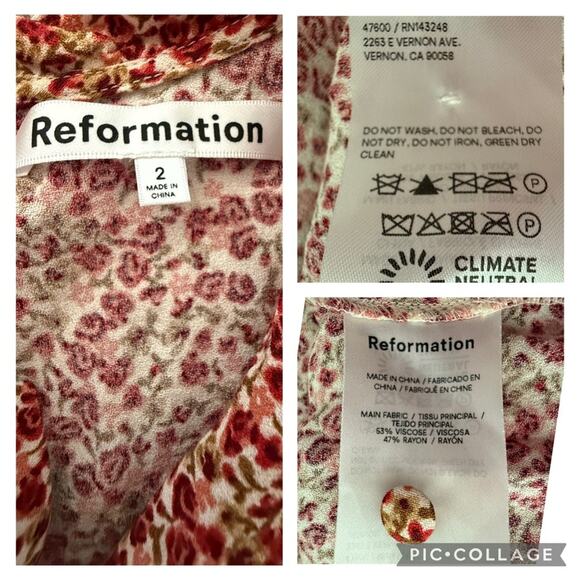 Reformation
2
MADE IN
CHINA
47600 / RN143248
2263 E VERNON AVE.
VERNON, CA 90058
DO NOT WASH, DO NOT BLEACH, DO
NOT DRY, DO NOT IRON, GREEN DRY
CLEAN
P
P
CLIMATE
NEUTRAL
Reformation
MADE IN CHINA / FABRICADO EN
CHINA / FABRIQUÉ EN CHINE
MAIN FABRIC / TISSU PRINCIPAL /
TEJIDO PRINCIPAL
53% VISCOSE / VISCOSA
47% RAYON / RAYÓN
PIC•COLLAGE